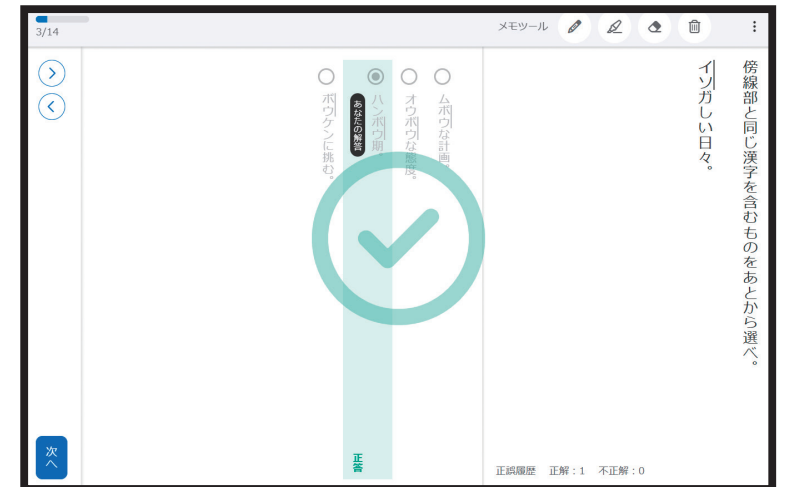 3/14
メモツール
傍線部と同じ漢字を含むものをあとから選べ。
イソガしい日々。
ムボウな計画。
オウボウな態度。
ハンボウ期。
あなたの解答
正答
ボウケンに挑む。
次へ
正誤履歴 正解:1 不正解:0